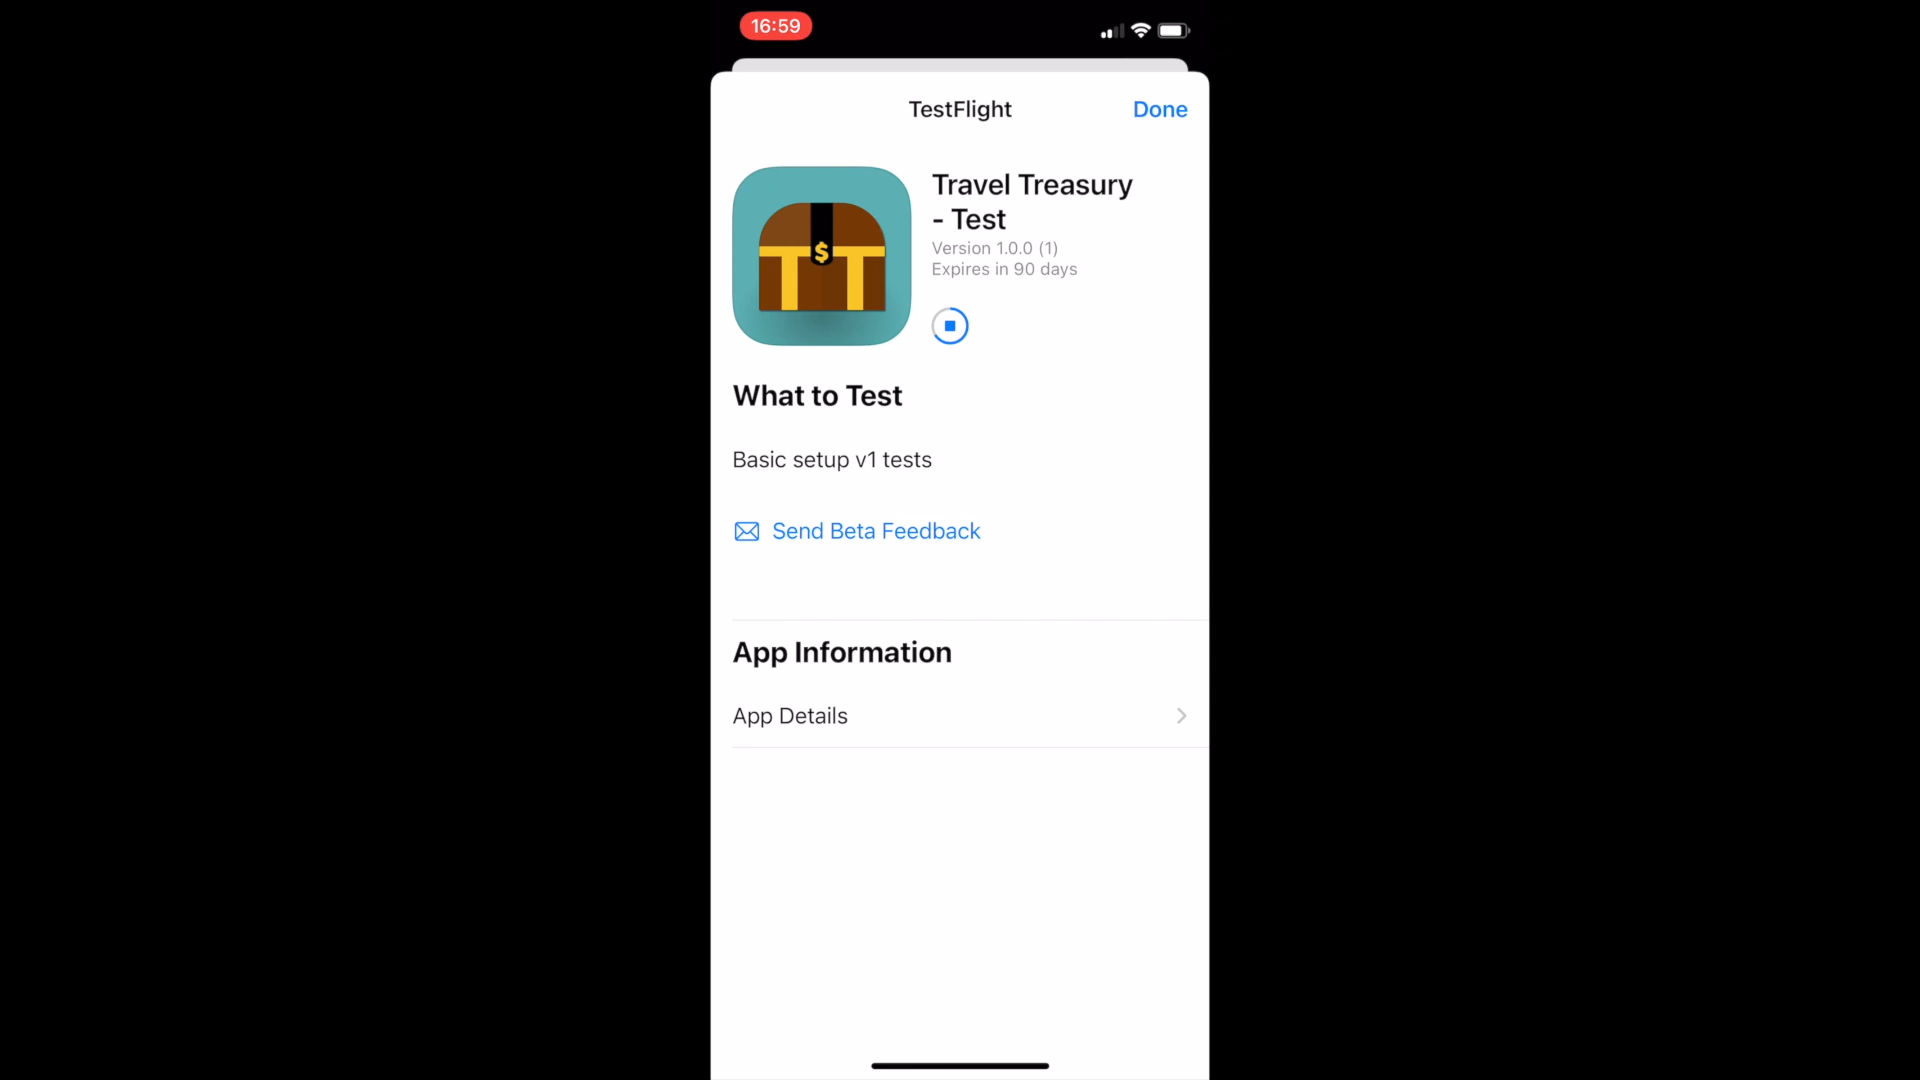 16:59
TestFlight
Done
Travel Treasury
- Test
Version 1.0.0 (1)
Expires in 90 days
$
TT
What to Test
Basic setup v1 tests
Send Beta Feedback
App Information
App Details